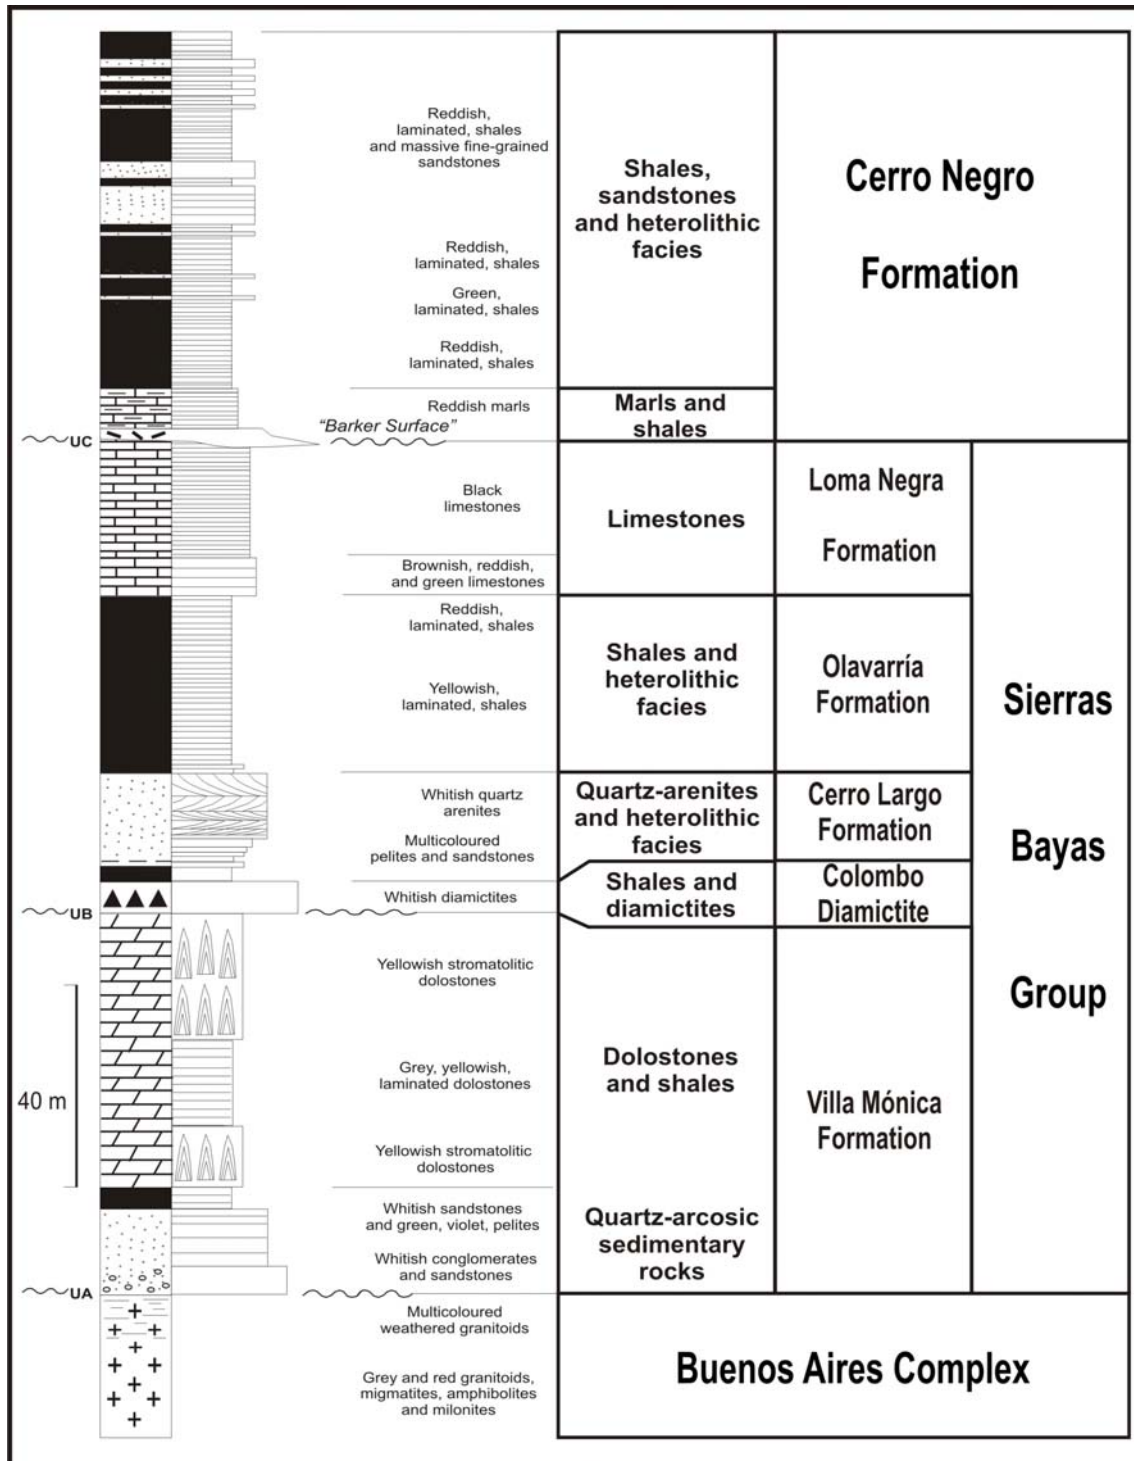 Reddish,
laminated, shales
and massive fine-grained
sandstones
Reddish,
laminated, shales
Green,
laminated, shales
Reddish,
laminated, shales
Reddish marls
"Barker Surface"
UC
Black
limestones
Brownish, reddish,
and green limestones
Reddish,
laminated, shales
Yellowish,
laminated, shales
Whitish quartz
arenites
Multicoloured
pelites and sandstones
Whitish diamictites
UB
Yellowish stromatolitic
dolostones
40 m
Grey, yellowish,
laminated dolostones
Yellowish stromatolitic
dolostones
Whitish sandstones
and green, violet, pelites
Whitish conglomerates
and sandstones
UA
Multicoloured
weathered granitoids
Grey and red granitoids,
migmatites, amphibolites
and milonites
Shales,
sandstones
and heterolithic
facies
Marls and
shales
Limestones
Shales and
heterolithic
facies
Quartz-arenites
and heterolithic
facies
Shales and
diamictites
Dolostones
and shales
Quartz-arcosic
sedimentary
rocks
Cerro Negro
Formation
Loma Negra
Formation
Olavarría
Formation
Cerro Largo
Formation
Colombo
Diamictite
Villa Mónica
Formation
Sierras
Bayas
Group
Buenos Aires Complex